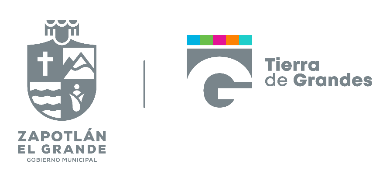 ZAPOTLÁN
EL GRANDE
GOBIERNO MUNICIPAL
Tierra
de Grandes